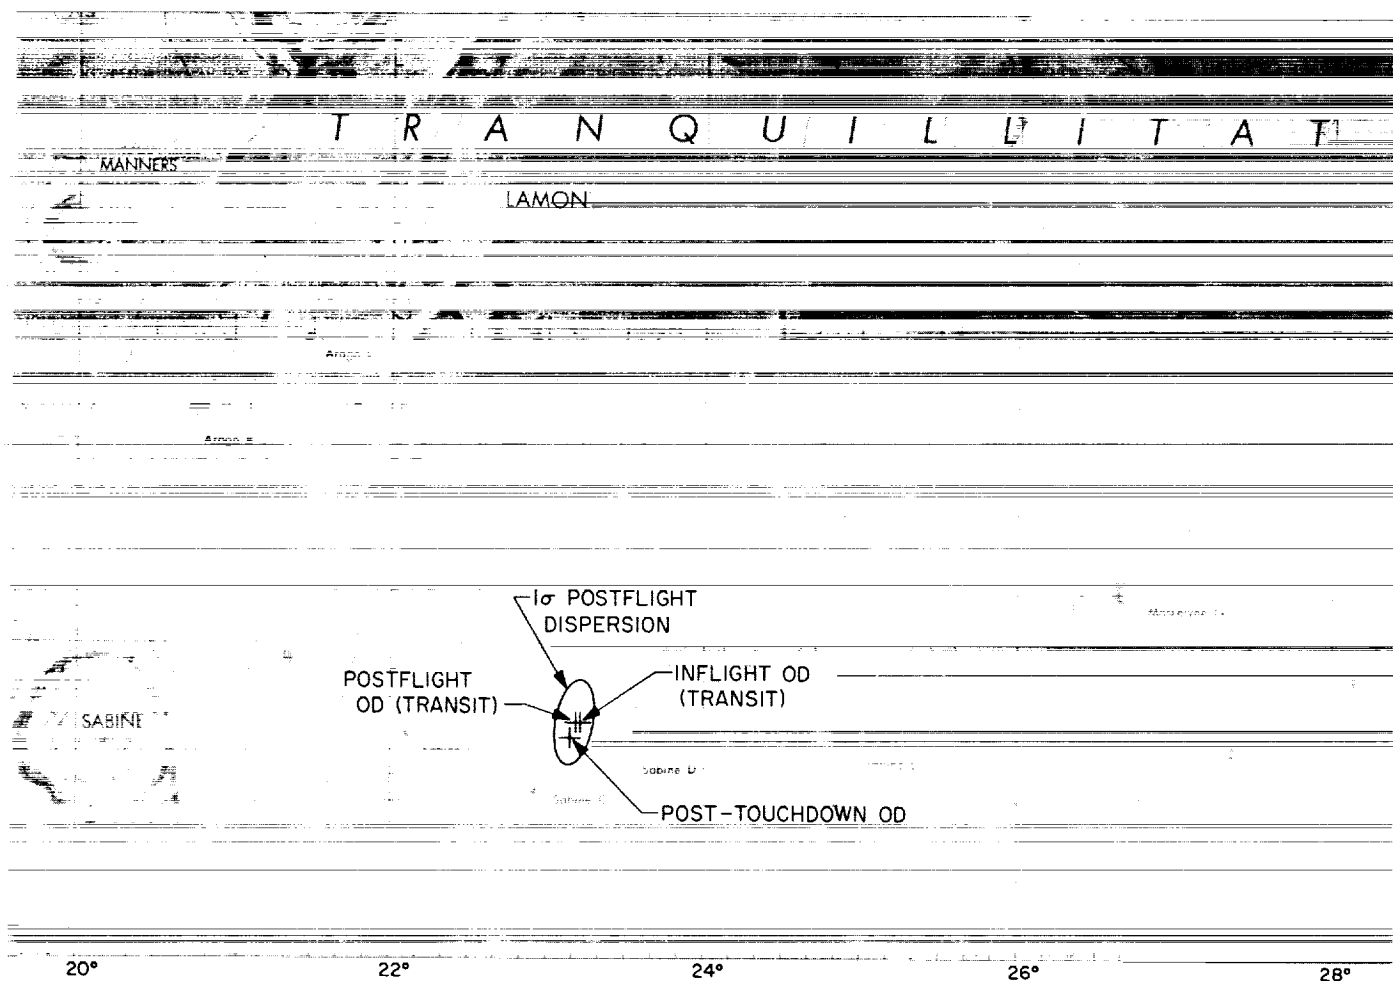 T R A N Q U I L L I T A T
MANNERS
LAMON
1σ POSTFLIGHT
DISPERSION
POSTFLIGHT
OD (TRANSIT)
INFLIGHT OD
(TRANSIT)
SABINE
Sabine D
POST-TOUCHDOWN OD
20° 22° 24° 26° 28°